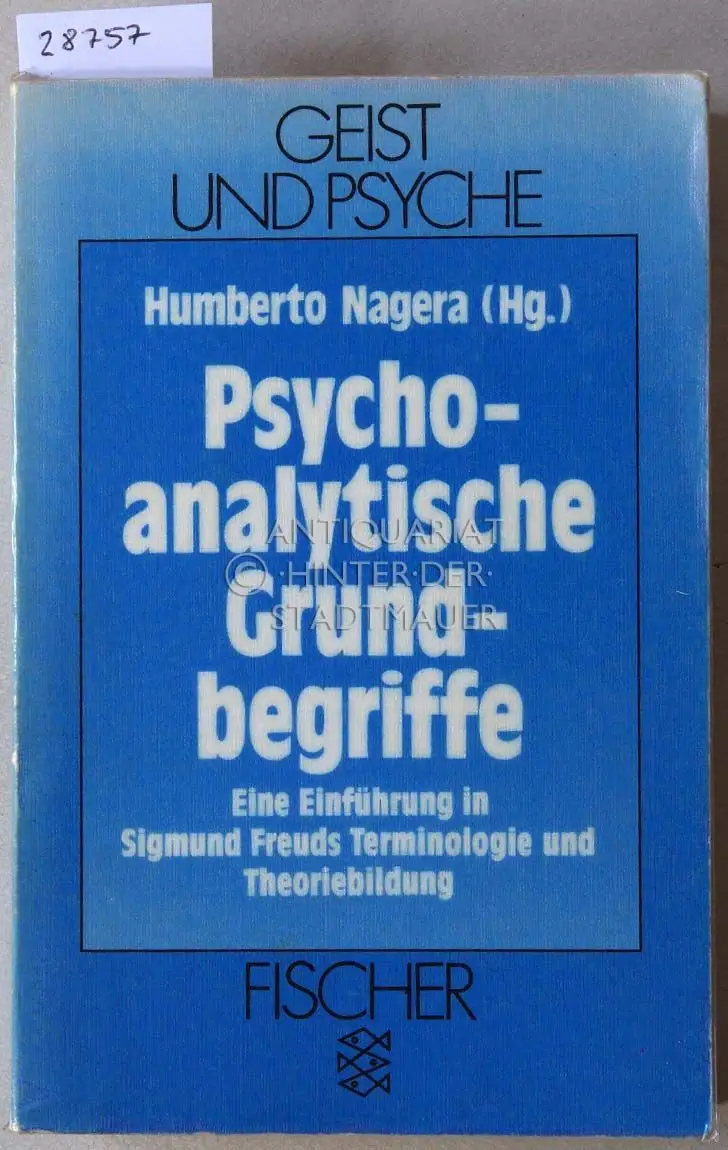 28757
GEIST
UND PSYCHE
Humberto Nagera (Hg.)
Psycho-
analytische
Grund-
begriffe
Eine Einführung in
Sigmund Freuds Terminologie und
Theoriebildung
FISCHER
ANTIQUARIAT
© ·HINTER·DER·
STADTMAUER